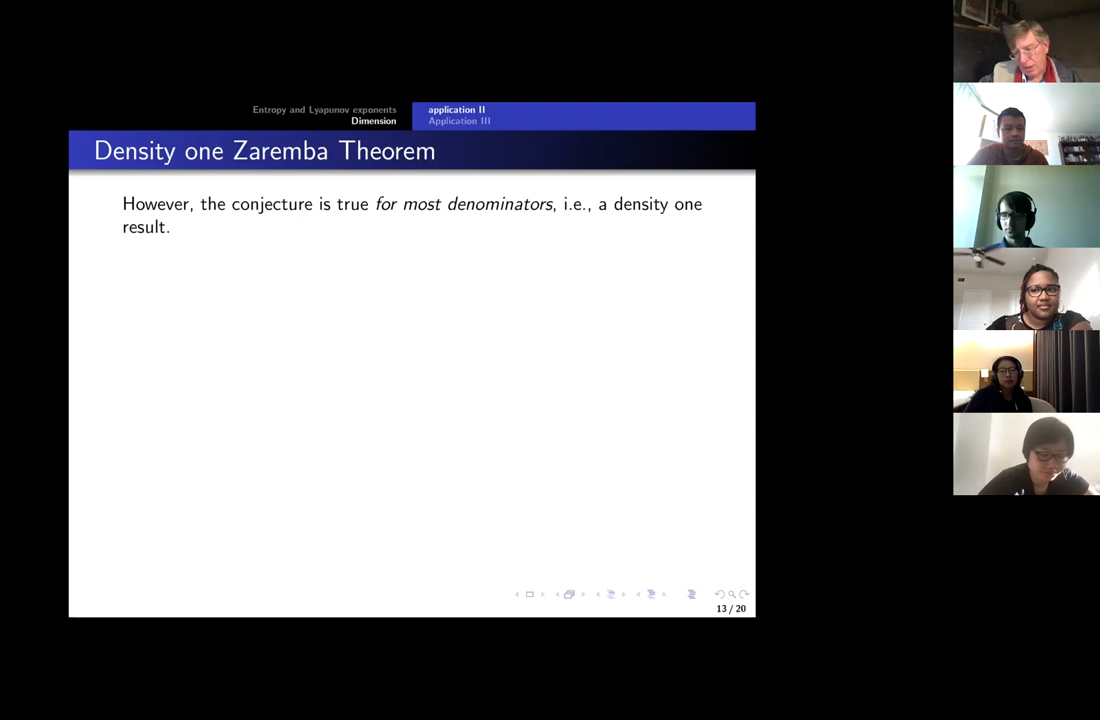 Entropy and Lyapunov exponents
Dimension
application II
Application III
Density one Zaremba Theorem
However, the conjecture is true for most denominators, i.e., a density one
result.
13 / 20